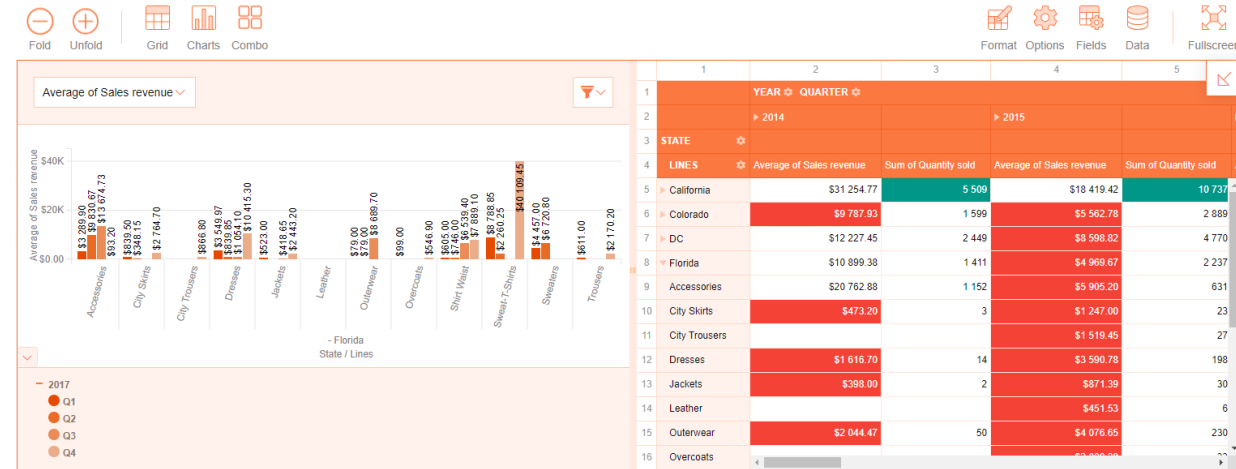 Fold Unfold Grid Charts Combo Format Options Fields Data Fullscreen
Average of Sales revenue
Average of Sales revenue
$40K
$20K
$0.00
$3 289.90 $9 830.67 $13 674.73 $93.20 $839.50 $348.15 $2 764.70 $866.80 $3 549.97 $839.85 $1 054.10 $10 415.30 $523.00 $418.65 $2 443.20 $79.00 $79.00 $8 689.70 $99.00 $546.90 $605.00 $746.00 $6 539.40 $7 889.10 $8 788.85 $2 260.25 $40 109.45 $4 457.00 $6 720.80 $611.00 $2 170.20
Accessories City Skirts City Trousers Dresses Jackets Leather Outerwear Overcoats Shirt Waist Sweat-T-Shirts Sweaters Trousers
- Florida
State / Lines
2017
Q1
Q2
Q3
Q4
1 2 3 4 5
1 YEAR QUARTER
2 2014 2015
3 STATE
4 LINES Average of Sales revenue Sum of Quantity sold Average of Sales revenue Sum of Quantity sold
5 California $31 254.77 5 509 $18 419.42 10 737
6 Colorado $9 787.93 1 599 $5 562.78 2 889
7 DC $12 227.45 2 449 $8 598.82 4 770
8 Florida $10 899.38 1 411 $4 969.67 2 237
9 Accessories $20 762.88 1 152 $5 905.20 631
10 City Skirts $473.20 3 $1 247.00 23
11 City Trousers $1 519.45 27
12 Dresses $1 616.70 14 $3 590.78 198
13 Jackets $398.00 2 $871.39 30
14 Leather $451.53 6
15 Outerwear $2 044.47 50 $4 076.65 230
16 Overcoats